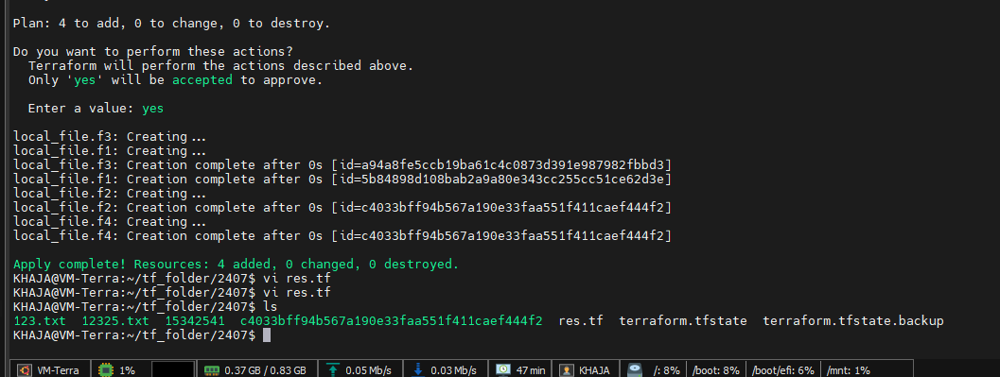 Plan: 4 to add, 0 to change, 0 to destroy.
Do you want to perform these actions?
Terraform will perform the actions described above.
Only 'yes' will be accepted to approve.
Enter a value: yes
local_file.f3: Creating...
local_file.f1: Creating...
local_file.f3: Creation complete after 0s [id=a94a8fe5ccb19ba61c4c0873d391e987982fbbd3]
local_file.f1: Creation complete after 0s [id=5b84898d108bab2a9a80e343cc255cc51ce62d3e]
local_file.f2: Creating...
local_file.f2: Creation complete after 0s [id=c4033bff94b567a190e33faa551f411caef444f2]
local_file.f4: Creating...
local_file.f4: Creation complete after 0s [id=c4033bff94b567a190e33faa551f411caef444f2]
Apply complete! Resources: 4 added, 0 changed, 0 destroyed.
KHAJA@VM-Terra:~/tf_folder/2407$ vi res.tf
KHAJA@VM-Terra:~/tf_folder/2407$ vi res.tf
KHAJA@VM-Terra:~/tf_folder/2407$ ls
123.txt 12325.txt 15342541 c4033bff94b567a190e33faa551f411caef444f2 res.tf terraform.tfstate terraform.tfstate.backup
KHAJA@VM-Terra:~/tf_folder/2407$
VM-Terra 1% 0.37 GB / 0.83 GB 0.05 Mb/s 0.03 Mb/s 47 min KHAJA /: 8% /boot: 8% /boot/efi: 6% /mnt: 1%